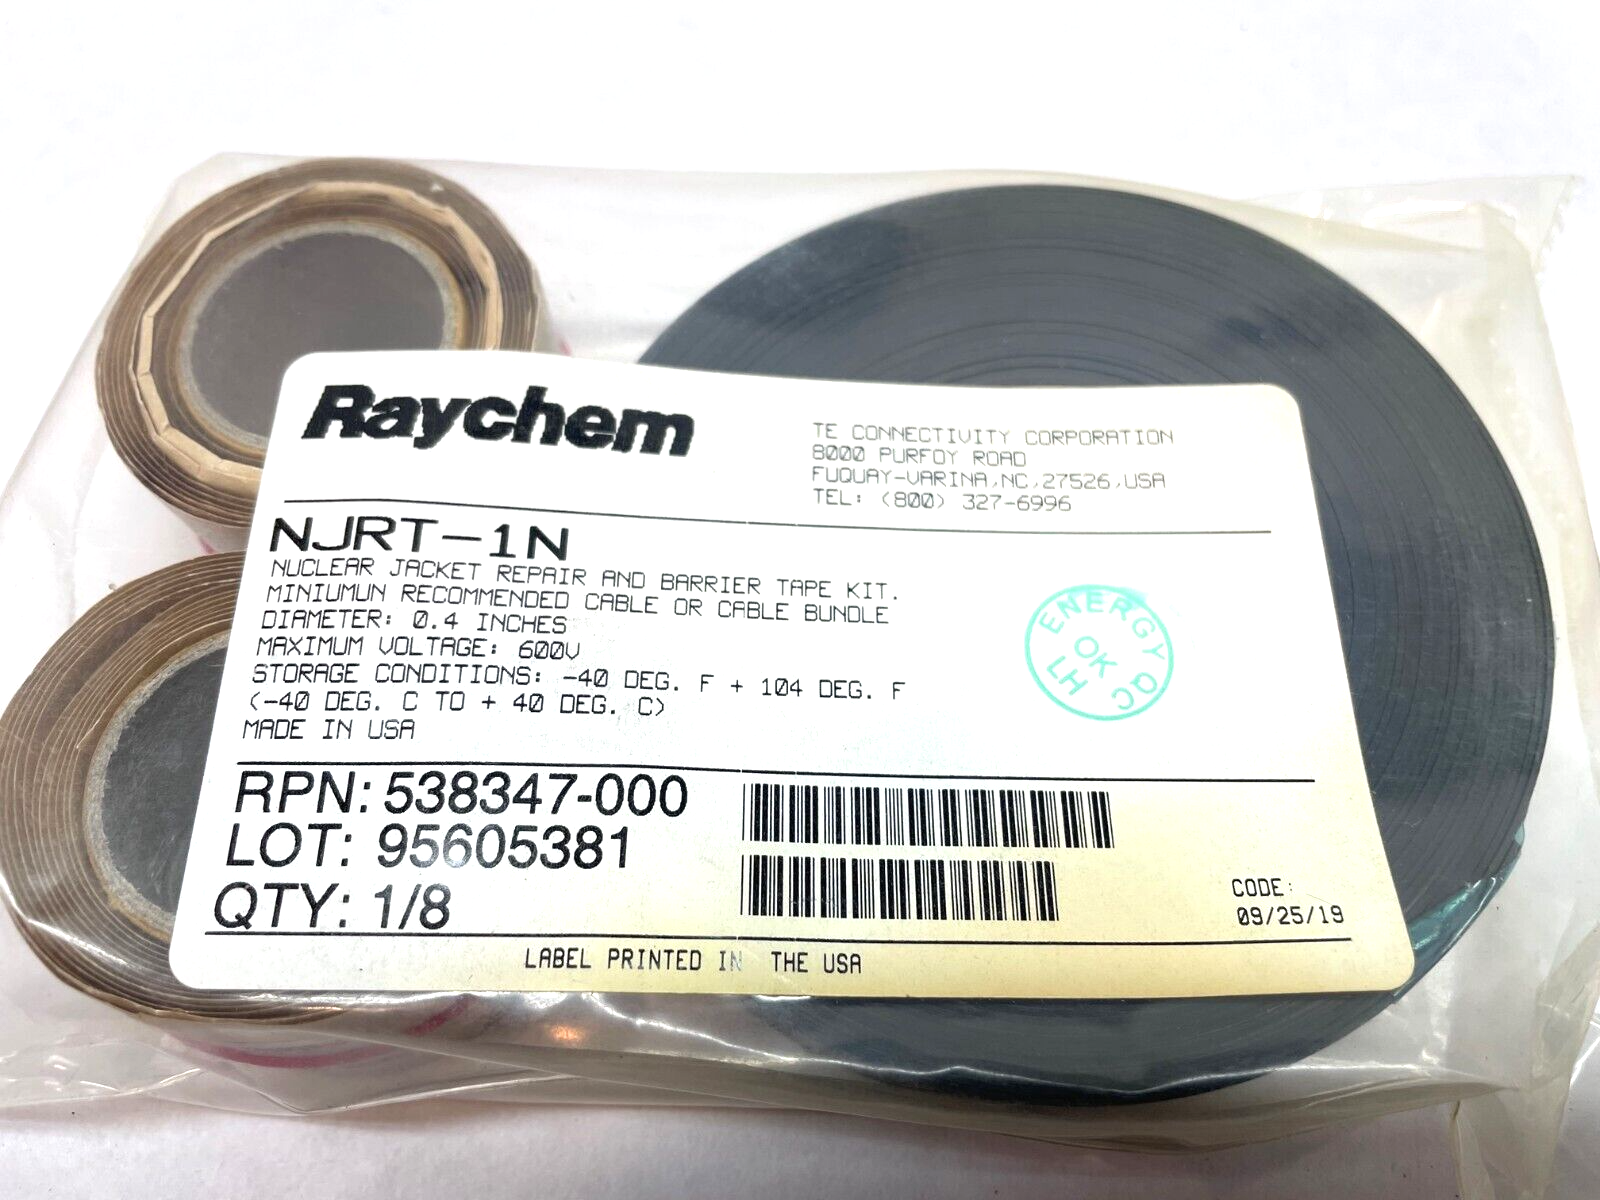 Raychem
TE CONNECTIVITY CORPORATION
8000 PURFOY ROAD
FUQUAY-VARINA,NC,27526,USA
TEL: (800) 327-6996
NJRT-1N
NUCLEAR JACKET REPAIR AND BARRIER TAPE KIT.
MINIUMUN RECOMMENDED CABLE OR CABLE BUNDLE
DIAMETER: 0.4 INCHES
MAXIMUM VOLTAGE: 600V
STORAGE CONDITIONS: -40 DEG. F + 104 DEG. F
(-40 DEG. C TO + 40 DEG. C)
MADE IN USA
ENERGY QC
OK
LH
RPN: 538347-000
LOT: 95605381
QTY: 1/8
CODE:
09/25/19
LABEL PRINTED IN THE USA